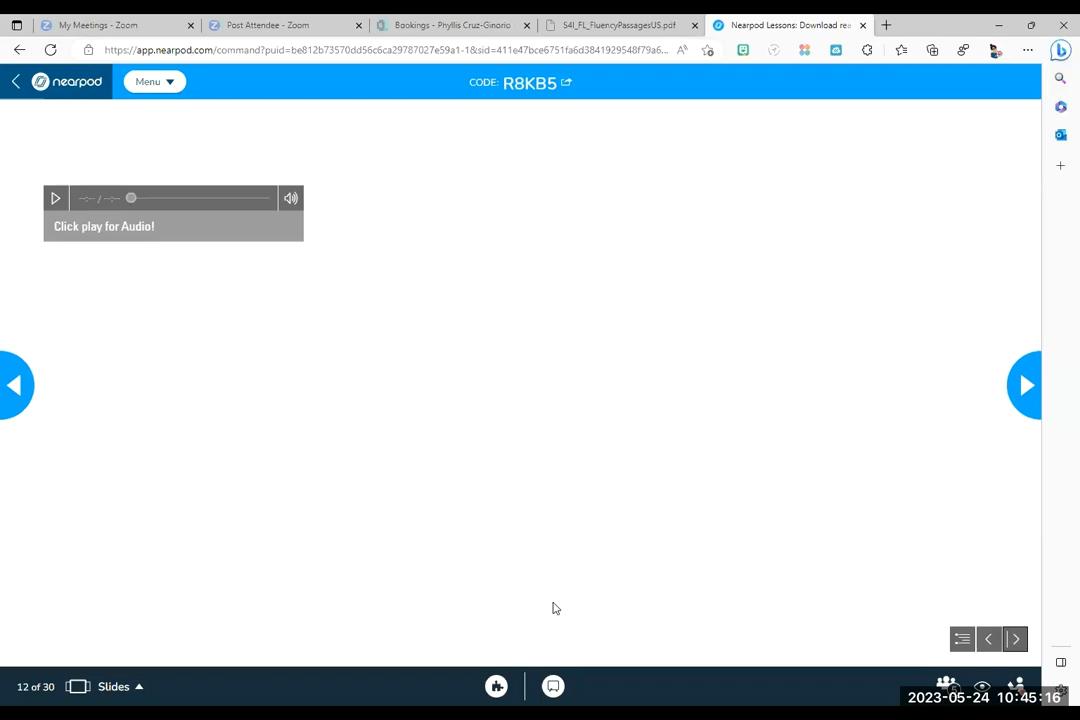 My Meetings - Zoom
Post Attendee - Zoom
Bookings - Phyllis Cruz-Ginorio
S4I_FL_FluencyPassagesUS.pdf
Nearpod Lessons: Download rea
https://app.nearpod.com/command?puid=be812b73570dd56c6ca29787027e59a1-1&sid=411e47bce6751fa6d3841929548f79a6...
nearpod
Menu
CODE: R8KB5
--:-- / --:--
Click play for Audio!
12 of 30
Slides
2023-05-24 10:45:16